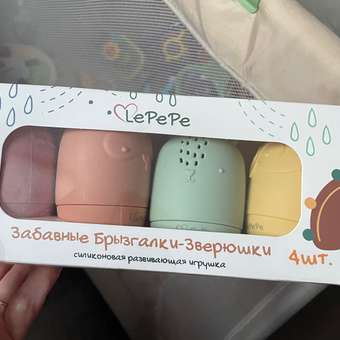 LePePe
Забавные Брызгалки-Зверюшки
силиконовая развивающая игрушка
4шт.